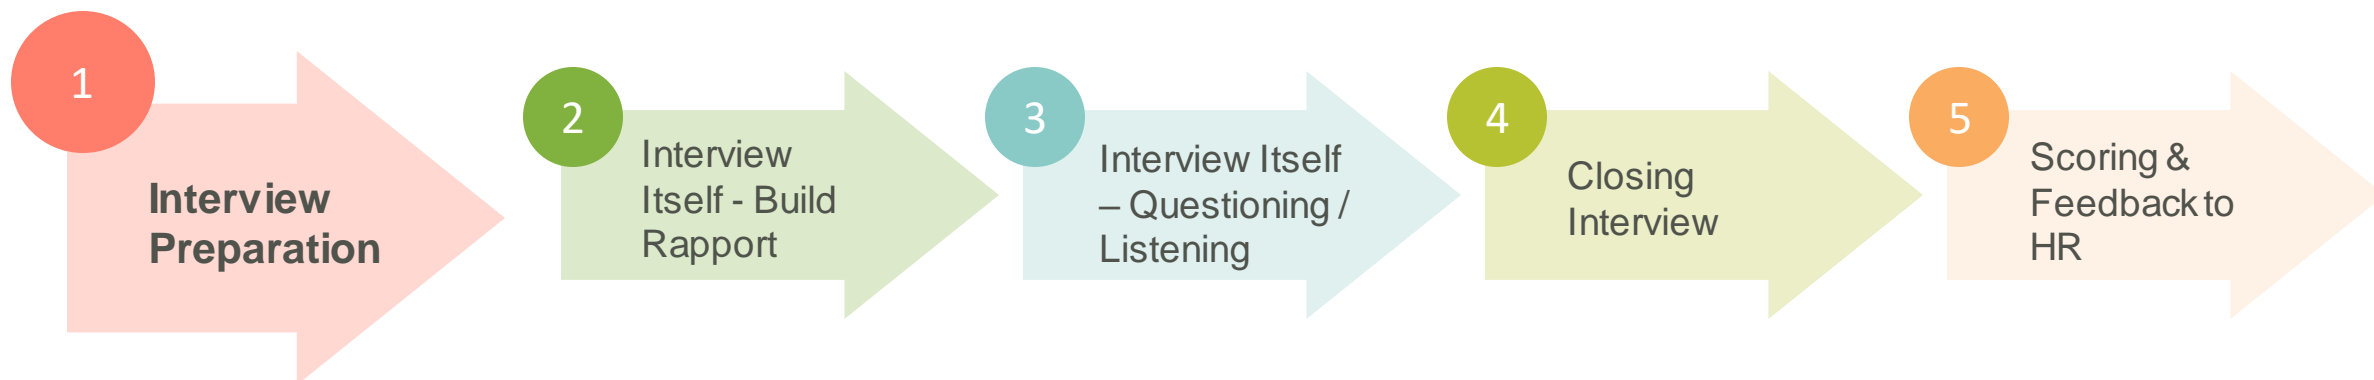 1
Interview
Preparation
2
Interview
Itself - Build
Rapport
3
Interview Itself
– Questioning /
Listening
4
Closing
Interview
5
Scoring &
Feedback to
HR